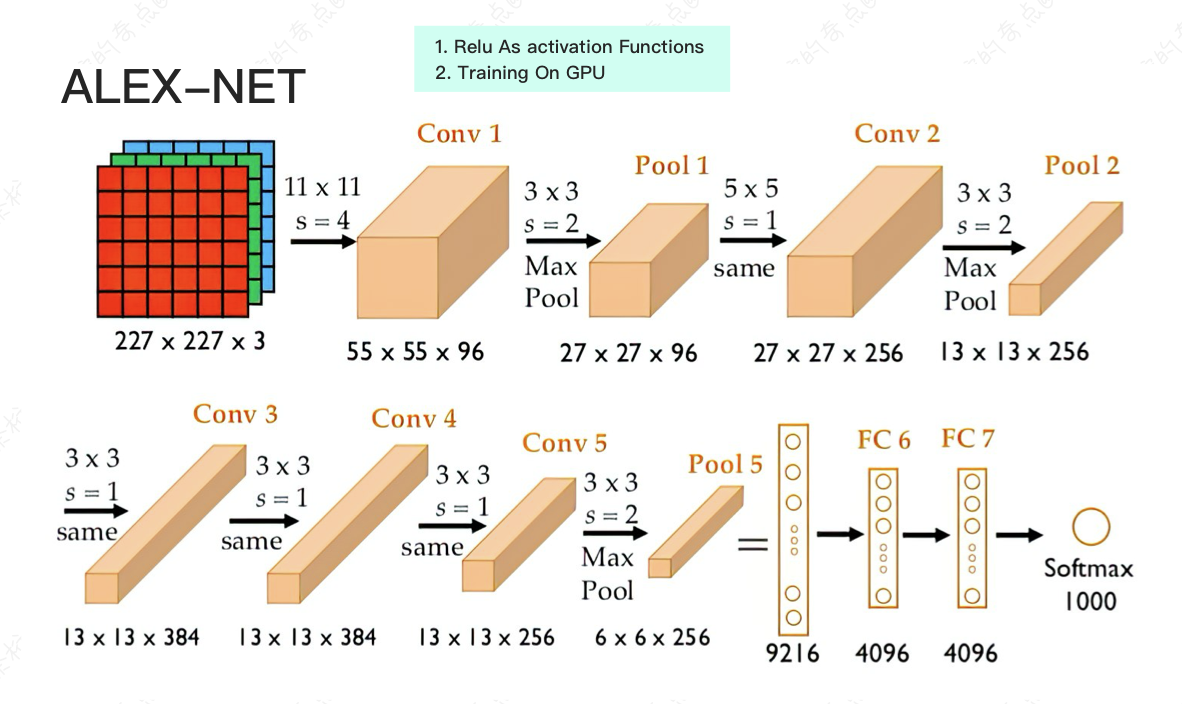 1. Relu As activation Functions
2. Training On GPU
ALEX–NET
Conv 1
Conv 2
Pool 1
Pool 2
11 x 11
s = 4
3 x 3
s = 2
Max
Pool
5 x 5
s = 1
same
3 x 3
s = 2
Max
Pool
227 x 227 x 3
55 x 55 x 96
27 x 27 x 96
27 x 27 x 256
13 x 13 x 256
Conv 3
Conv 4
Conv 5
Pool 5
FC 6
FC 7
3 x 3
s = 1
same
3 x 3
s = 1
same
3 x 3
s = 1
same
3 x 3
s = 2
Max
Pool
=
Softmax
1000
13 x 13 x 384
13 x 13 x 384
13 x 13 x 256
6 x 6 x 256
9216
4096
4096